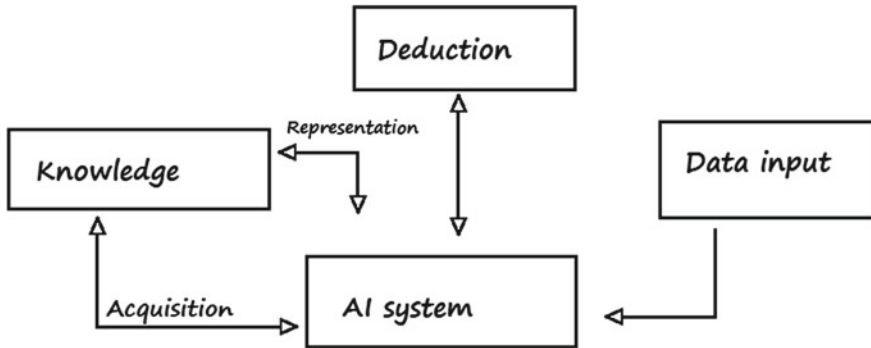 Deduction
Representation
Knowledge
Data input
Acquisition
AI system